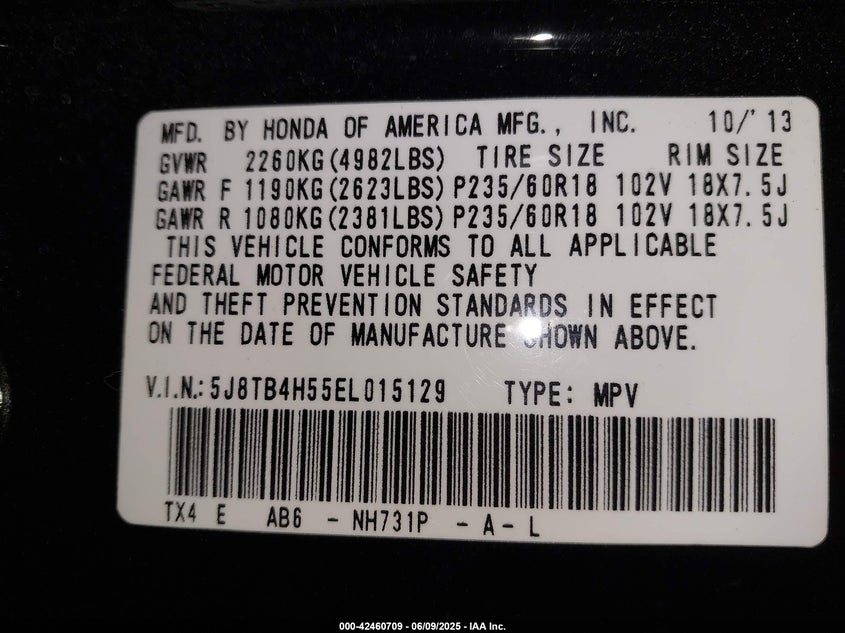 MFD. BY HONDA OF AMERICA MFG., INC. 10/'13
GVWR 2260KG(4982LBS) TIRE SIZE RIM SIZE
GAWR F 1190KG(2623LBS) P235/60R18 102V 18X7.5J
GAWR R 1080KG(2381LBS) P235/60R18 102V 18X7.5J
THIS VEHICLE CONFORMS TO ALL APPLICABLE
FEDERAL MOTOR VEHICLE SAFETY
AND THEFT PREVENTION STANDARDS IN EFFECT
ON THE DATE OF MANUFACTURE SHOWN ABOVE.
V.I.N.: 5J8TB4H55EL015129 TYPE: MPV
TX4 E AB6 - NH731P - A - L
000-42460709 - 06/09/2025 - IAA Inc.